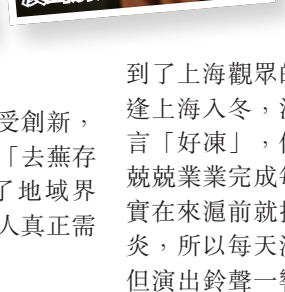 受創新，
「去蕪存
了地域界
人真正需
到了上海觀眾的
逢上海入冬，
言「好凍」，
兢兢業業完成每
實在來滬前就
炎，所以每天
但演出鈴聲一響